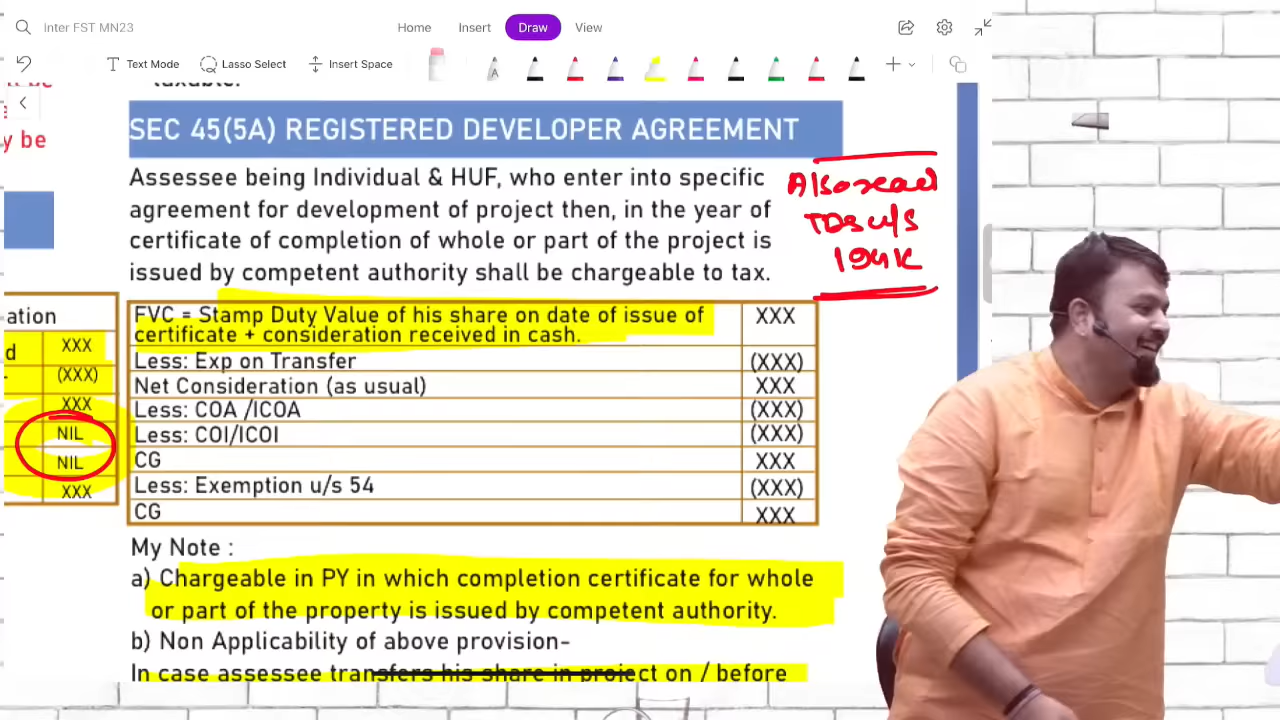 Inter FST MN23
Home
Insert
Draw
View
Text Mode
Lasso Select
Insert Space
A
taxable.
y be
SEC 45(5A) REGISTERED DEVELOPER AGREEMENT
Assessee being Individual & HUF, who enter into specific
agreement for development of project then, in the year of
certificate of completion of whole or part of the project is
issued by competent authority shall be chargeable to tax.
Also read
TDS u/s
194K
ation
d XXX
(XXX)
XXX
NIL
NIL
XXX
FVC = Stamp Duty Value of his share on date of issue of
certificate + consideration received in cash. XXX
Less: Exp on Transfer (XXX)
Net Consideration (as usual) XXX
Less: COA /ICOA (XXX)
Less: COI/ICOI (XXX)
CG XXX
Less: Exemption u/s 54 (XXX)
CG XXX
My Note :
a) Chargeable in PY in which completion certificate for whole
or part of the property is issued by competent authority.
b) Non Applicability of above provision-
In case assessee transfers his share in project on / before